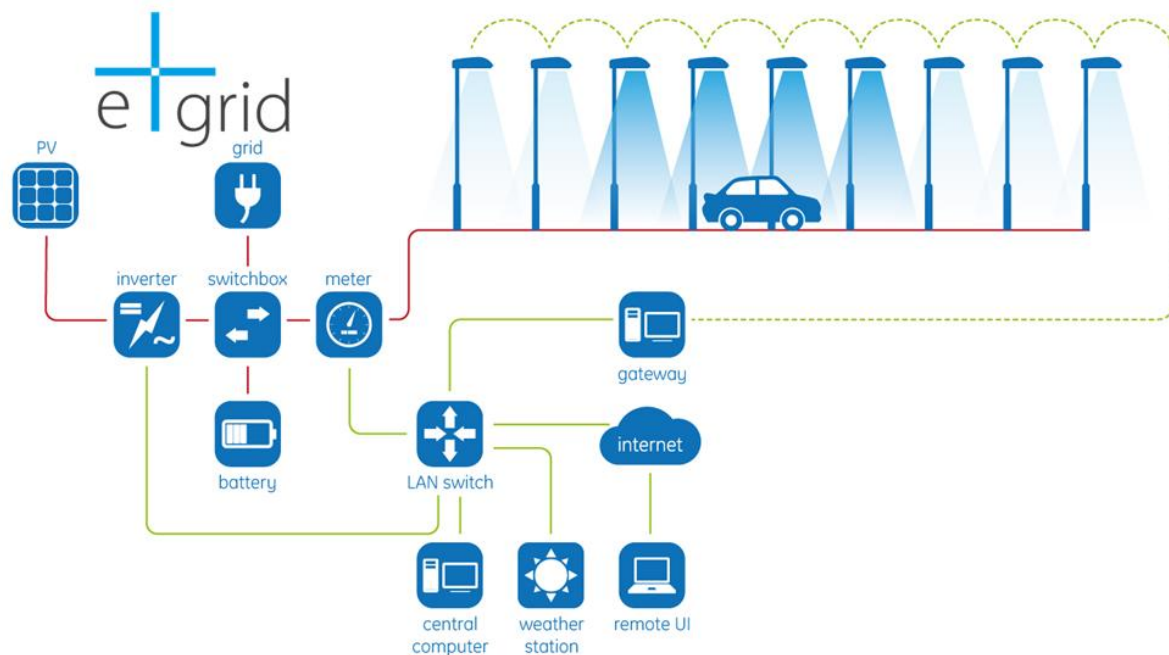 e+grid
PV
grid
inverter
switchbox
meter
gateway
battery
LAN switch
internet
central
computer
weather
station
remote UI